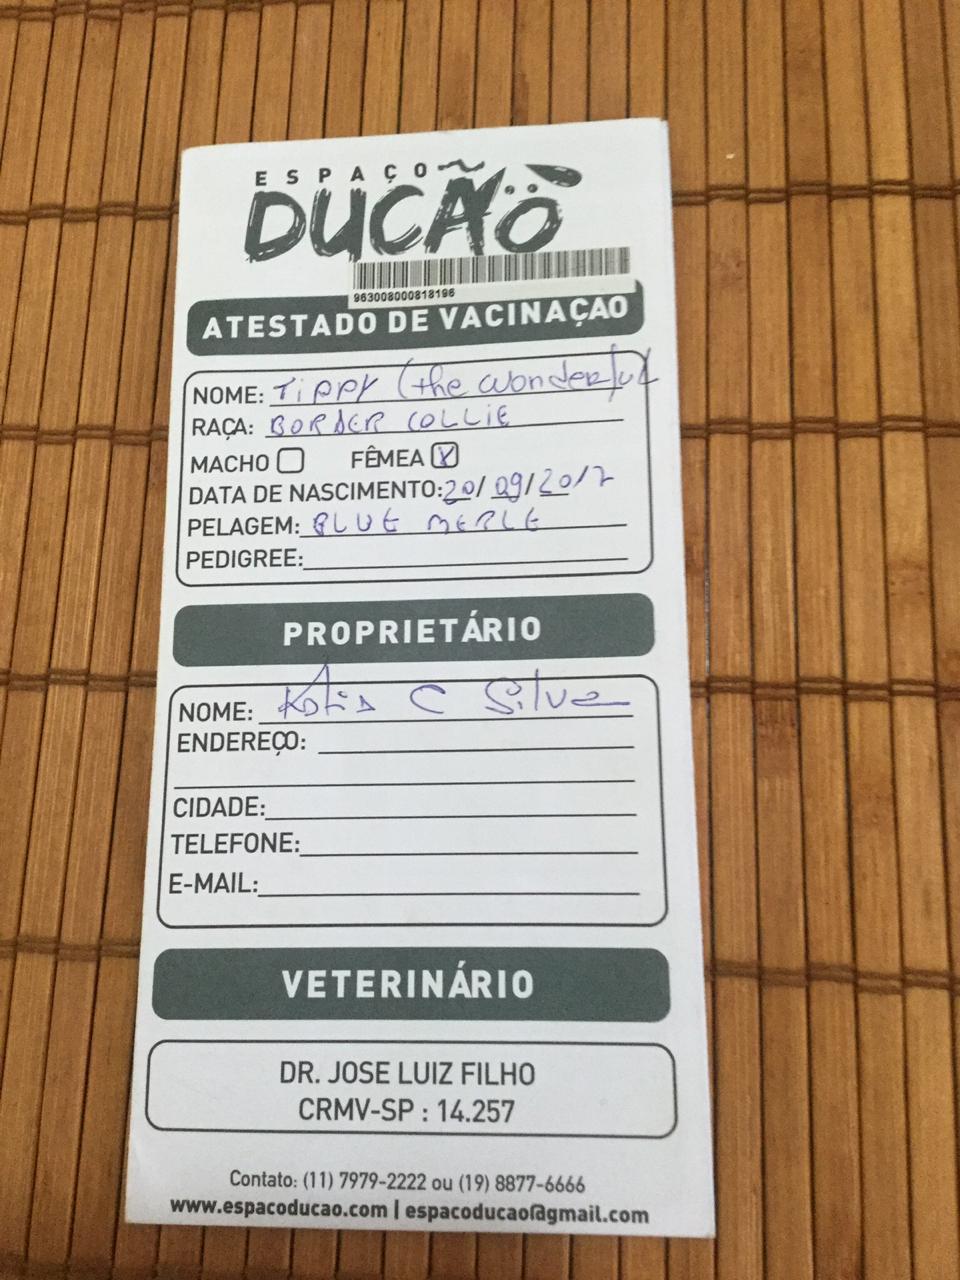 ESPAÇO
DUCÃO
963008000818196
ATESTADO DE VACINAÇAO
NOME: Tippy (the wonderful
RAÇA: BORDER COLLIE
MACHO FÊMEA X
DATA DE NASCIMENTO: 20/09/2017
PELAGEM: BLUE MERLE
PEDIGREE:
PROPRIETÁRIO
NOME: Katia C Silva
ENDEREÇO:
CIDADE:
TELEFONE:
E-MAIL:
VETERINÁRIO
DR. JOSE LUIZ FILHO
CRMV-SP : 14.257
Contato: (11) 7979-2222 ou (19) 8877-6666
www.espacoducao.com | espacoducao@gmail.com